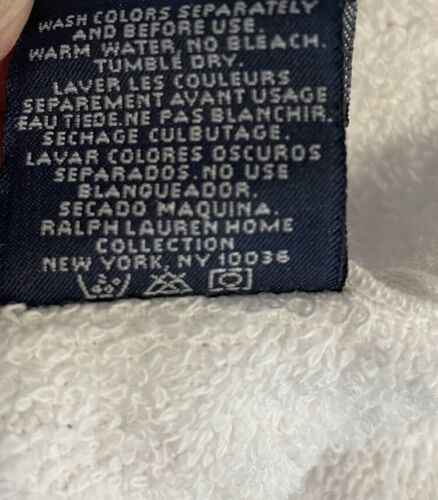 WASH COLORS SEPARATELY
AND BEFORE USE.
WARM WATER, NO BLEACH.
TUMBLE DRY.
LAVER LES COULEURS
SEPAREMENT AVANT USAGE
EAU TIEDE.NE PAS BLANCHIR.
SECHAGE CULBUTAGE.
LAVAR COLORES OSCUROS
SEPARADOS. NO USE
BLANQUEADOR.
SECADO MAQUINA.
RALPH LAUREN HOME
COLLECTION
NEW YORK, NY 10036